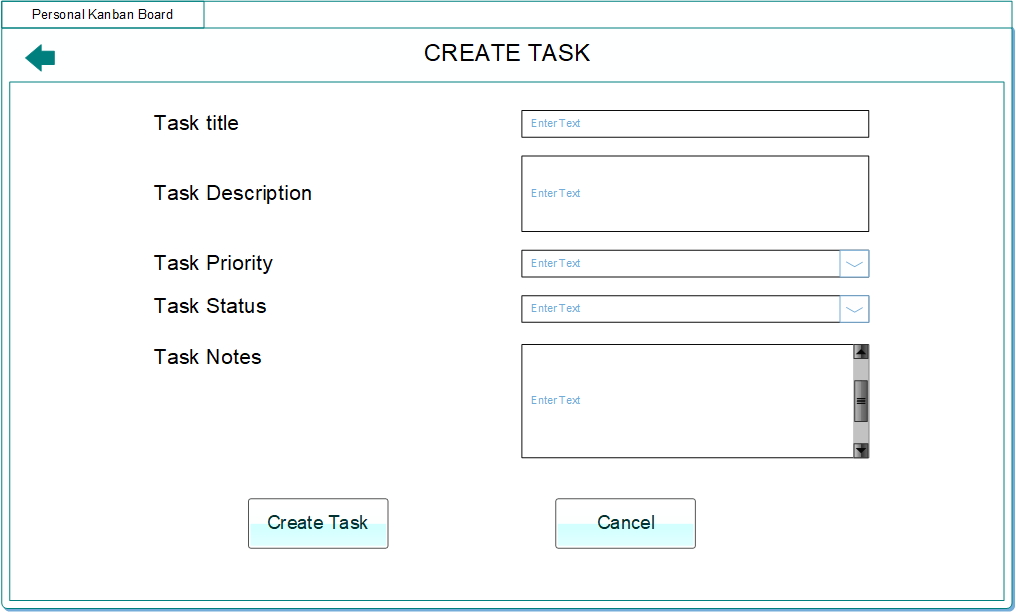 Personal Kanban Board
CREATE TASK
Task title
Enter Text
Task Description
Enter Text
Task Priority
Enter Text
Task Status
Enter Text
Task Notes
Enter Text
Create Task
Cancel